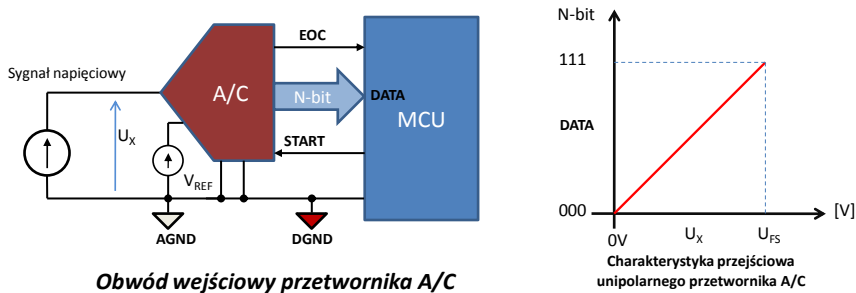 Sygnał napięciowy
U_X
V_REF
A/C
EOC
N-bit
DATA
START
MCU
AGND
DGND
Obwód wejściowy przetwornika A/C
N-bit
111
DATA
000
0V
U_X
U_FS
[V]
Charakterystyka przejściowa
unipolarnego przetwornika A/C